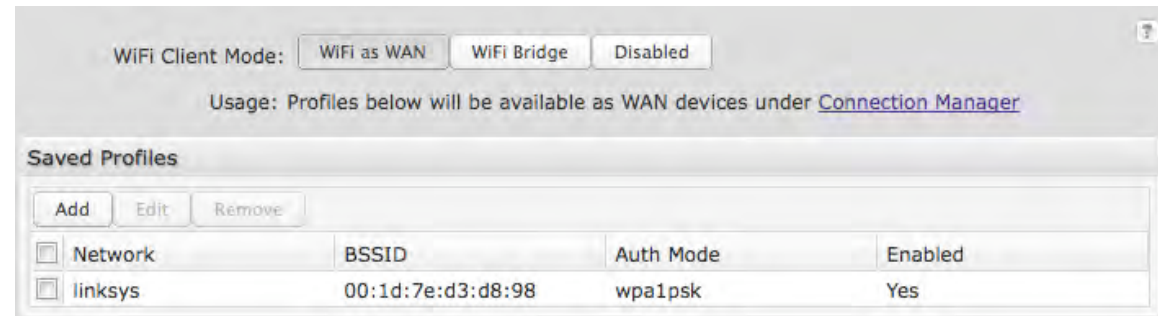 ?
WiFi Client Mode: WiFi as WAN WiFi Bridge Disabled
Usage: Profiles below will be available as WAN devices under Connection Manager
Saved Profiles
Add Edit Remove
Network BSSID Auth Mode Enabled
linksys 00:1d:7e:d3:d8:98 wpa1psk Yes